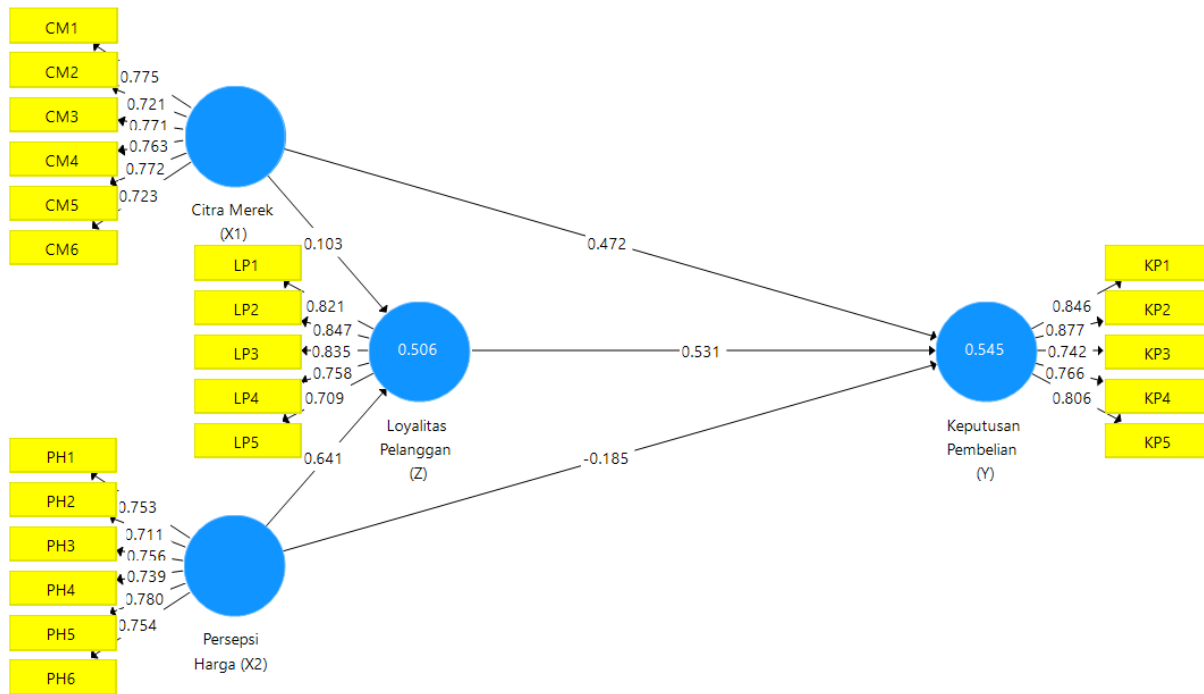 CM1
CM2
CM3
CM4
CM5
CM6
0.775
0.721
0.771
0.763
0.772
0.723
Citra Merek
(X1)
0.103
0.472
LP1
LP2
LP3
LP4
LP5
0.821
0.847
0.835
0.758
0.709
0.506
Loyalitas
Pelanggan
(Z)
0.531
0.641
-0.185
0.545
Keputusan
Pembelian
(Y)
0.846
0.877
0.742
0.766
0.806
KP1
KP2
KP3
KP4
KP5
PH1
PH2
PH3
PH4
PH5
PH6
0.753
0.711
0.756
0.739
0.780
0.754
Persepsi
Harga (X2)